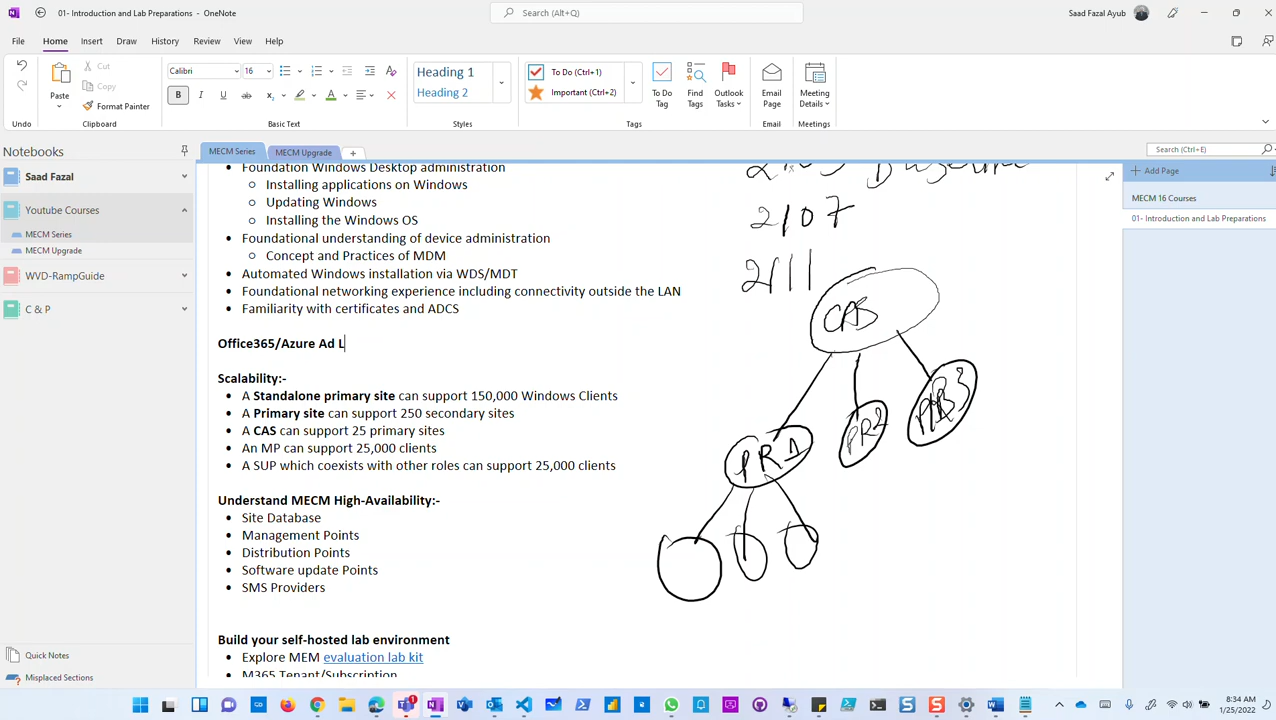 01- Introduction and Lab Preparations - OneNote
Search (Alt+Q)
Saad Fazal Ayub
File Home Insert Draw History Review View Help
Undo
Paste
Cut
Copy
Format Painter
Clipboard
Calibri 16
B I U ab
Basic Text
Heading 1
Heading 2
Styles
To Do (Ctrl+1)
Important (Ctrl+2)
To Do Tag
Find Tags
Outlook Tasks
Tags
Email Page
Email
Meeting Details
Meetings
Notebooks
Saad Fazal
Youtube Courses
MECM Series
MECM Upgrade
WVD-RampGuide
C & P
Quick Notes
Misplaced Sections
MECM Series MECM Upgrade +
Search (Ctrl+E)
Add Page
MECM 16 Courses
01- Introduction and Lab Preparations
• Foundation Windows Desktop administration
○ Installing applications on Windows
○ Updating Windows
○ Installing the Windows OS
• Foundational understanding of device administration
○ Concept and Practices of MDM
• Automated Windows installation via WDS/MDT
• Foundational networking experience including connectivity outside the LAN
• Familiarity with certificates and ADCS
Office365/Azure Ad L
Scalability:-
• A Standalone primary site can support 150,000 Windows Clients
• A Primary site can support 250 secondary sites
• A CAS can support 25 primary sites
• An MP can support 25,000 clients
• A SUP which coexists with other roles can support 25,000 clients
Understand MECM High-Availability:-
• Site Database
• Management Points
• Distribution Points
• Software update Points
• SMS Providers
Build your self-hosted lab environment
• Explore MEM evaluation lab kit
• M365 Tenant/Subscription
Baseline
2107
2111
CAS
PR1
PR2
8:34 AM
1/25/2022